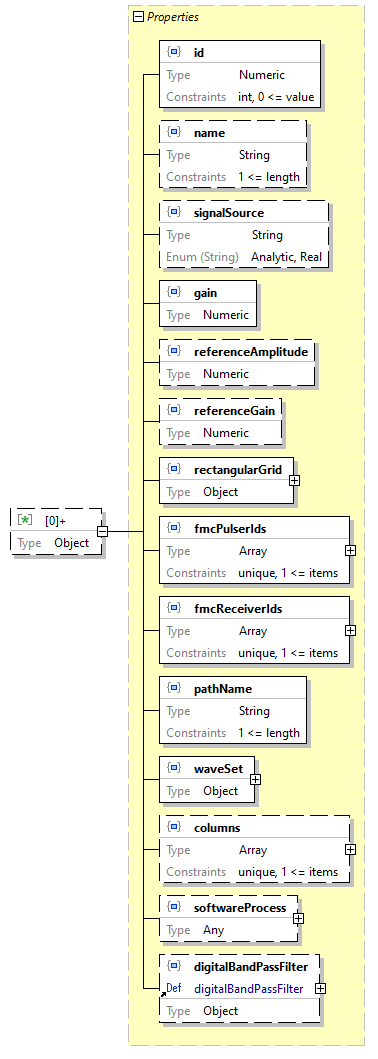 Properties
id
Type Numeric
Constraints int, 0 <= value
name
Type String
Constraints 1 <= length
signalSource
Type String
Enum (String) Analytic, Real
gain
Type Numeric
referenceAmplitude
Type Numeric
referenceGain
Type Numeric
rectangularGrid
Type Object
[0]+
Type Object
fmcPulserIds
Type Array
Constraints unique, 1 <= items
fmcReceiverIds
Type Array
Constraints unique, 1 <= items
pathName
Type String
Constraints 1 <= length
waveSet
Type Object
columns
Type Array
Constraints unique, 1 <= items
softwareProcess
Type Any
digitalBandPassFilter
Def digitalBandPassFilter
Type Object